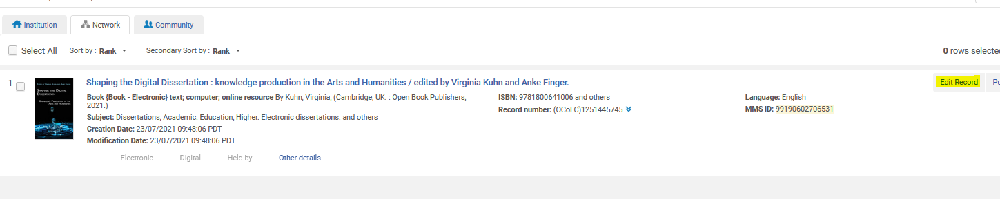 Institution Network Community
Select All Sort by : Rank Secondary Sort by : Rank 0 rows selected
1 Shaping the Digital Dissertation : knowledge production in the Arts and Humanities / edited by Virginia Kuhn and Anke Finger. Edit Record Pu
Book {Book - Electronic} text; computer; online resource By Kuhn, Virginia, (Cambridge, UK. : Open Book Publishers, 2021.)
Subject: Dissertations, Academic. Education, Higher. Electronic dissertations. and others
Creation Date: 23/07/2021 09:48:06 PDT
Modification Date: 23/07/2021 09:48:06 PDT
ISBN: 9781800641006 and others
Record number: (OCoLC)1251445745
Language: English
MMS ID: 99190602706531
Electronic Digital Held by Other details